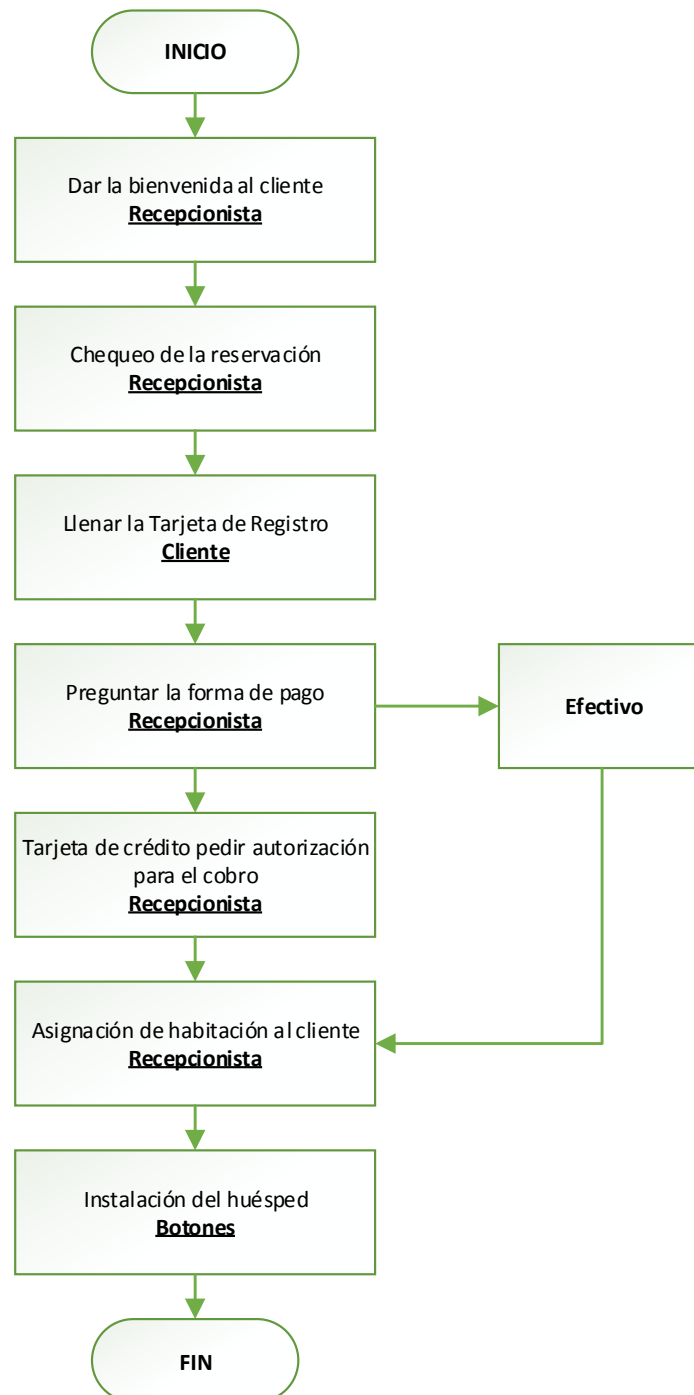 INICIO
Dar la bienvenida al cliente
Recepcionista
Chequeo de la reservación
Recepcionista
Llenar la Tarjeta de Registro
Cliente
Preguntar la forma de pago
Recepcionista
Efectivo
Tarjeta de crédito pedir autorización
para el cobro
Recepcionista
Asignación de habitación al cliente
Recepcionista
Instalación del huésped
Botones
FIN